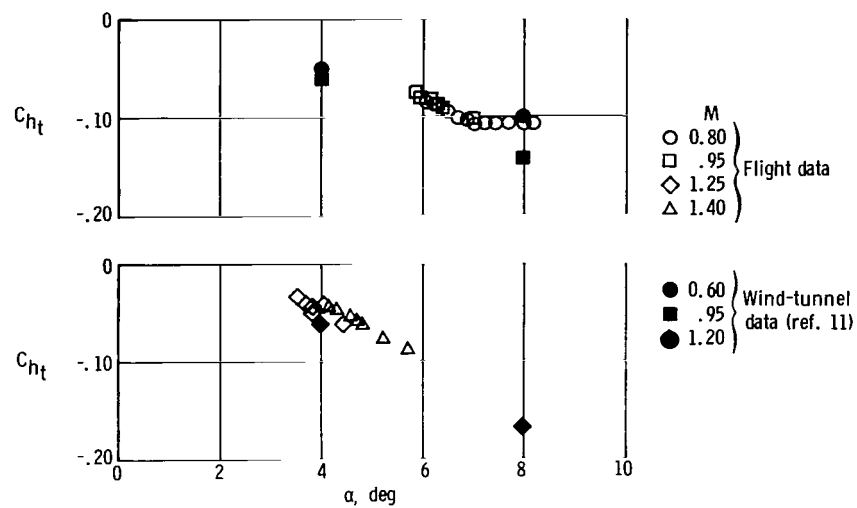 0
C_ht
-.10
-.20
M
0.80
.95
1.25
1.40
Flight data
0
C_ht
-.10
-.20
0.60
.95
1.20
Wind-tunnel
data (ref. 11)
0 2 4 6 8 10
α, deg